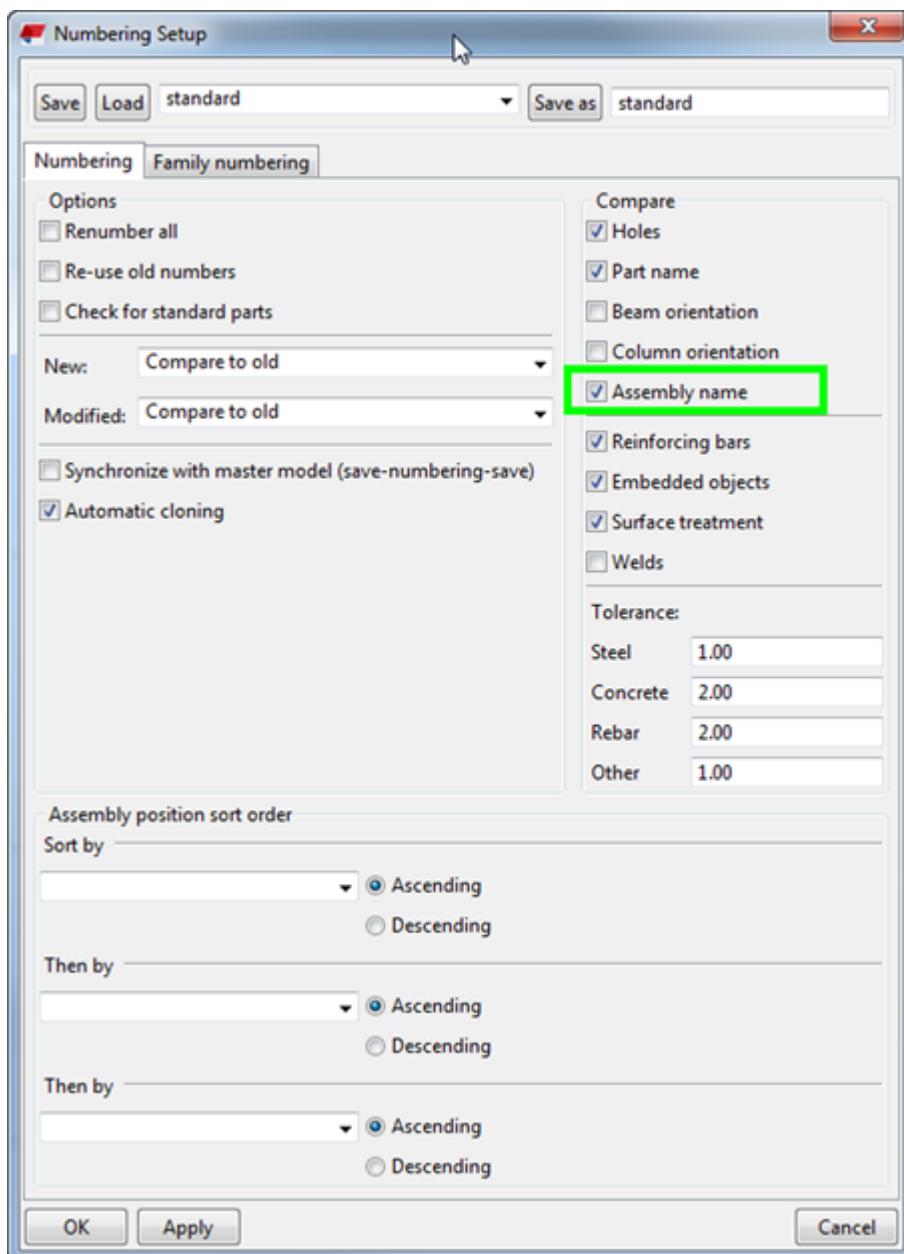 Numbering Setup
Save Load standard Save as standard
Numbering Family numbering
Options
Renumber all
Re-use old numbers
Check for standard parts
New: Compare to old
Modified: Compare to old
Synchronize with master model (save-numbering-save)
Automatic cloning
Compare
Holes
Part name
Beam orientation
Column orientation
Assembly name
Reinforcing bars
Embedded objects
Surface treatment
Welds
Tolerance:
Steel 1.00
Concrete 2.00
Rebar 2.00
Other 1.00
Assembly position sort order
Sort by
Ascending
Descending
Then by
Ascending
Descending
Then by
Ascending
Descending
OK Apply Cancel